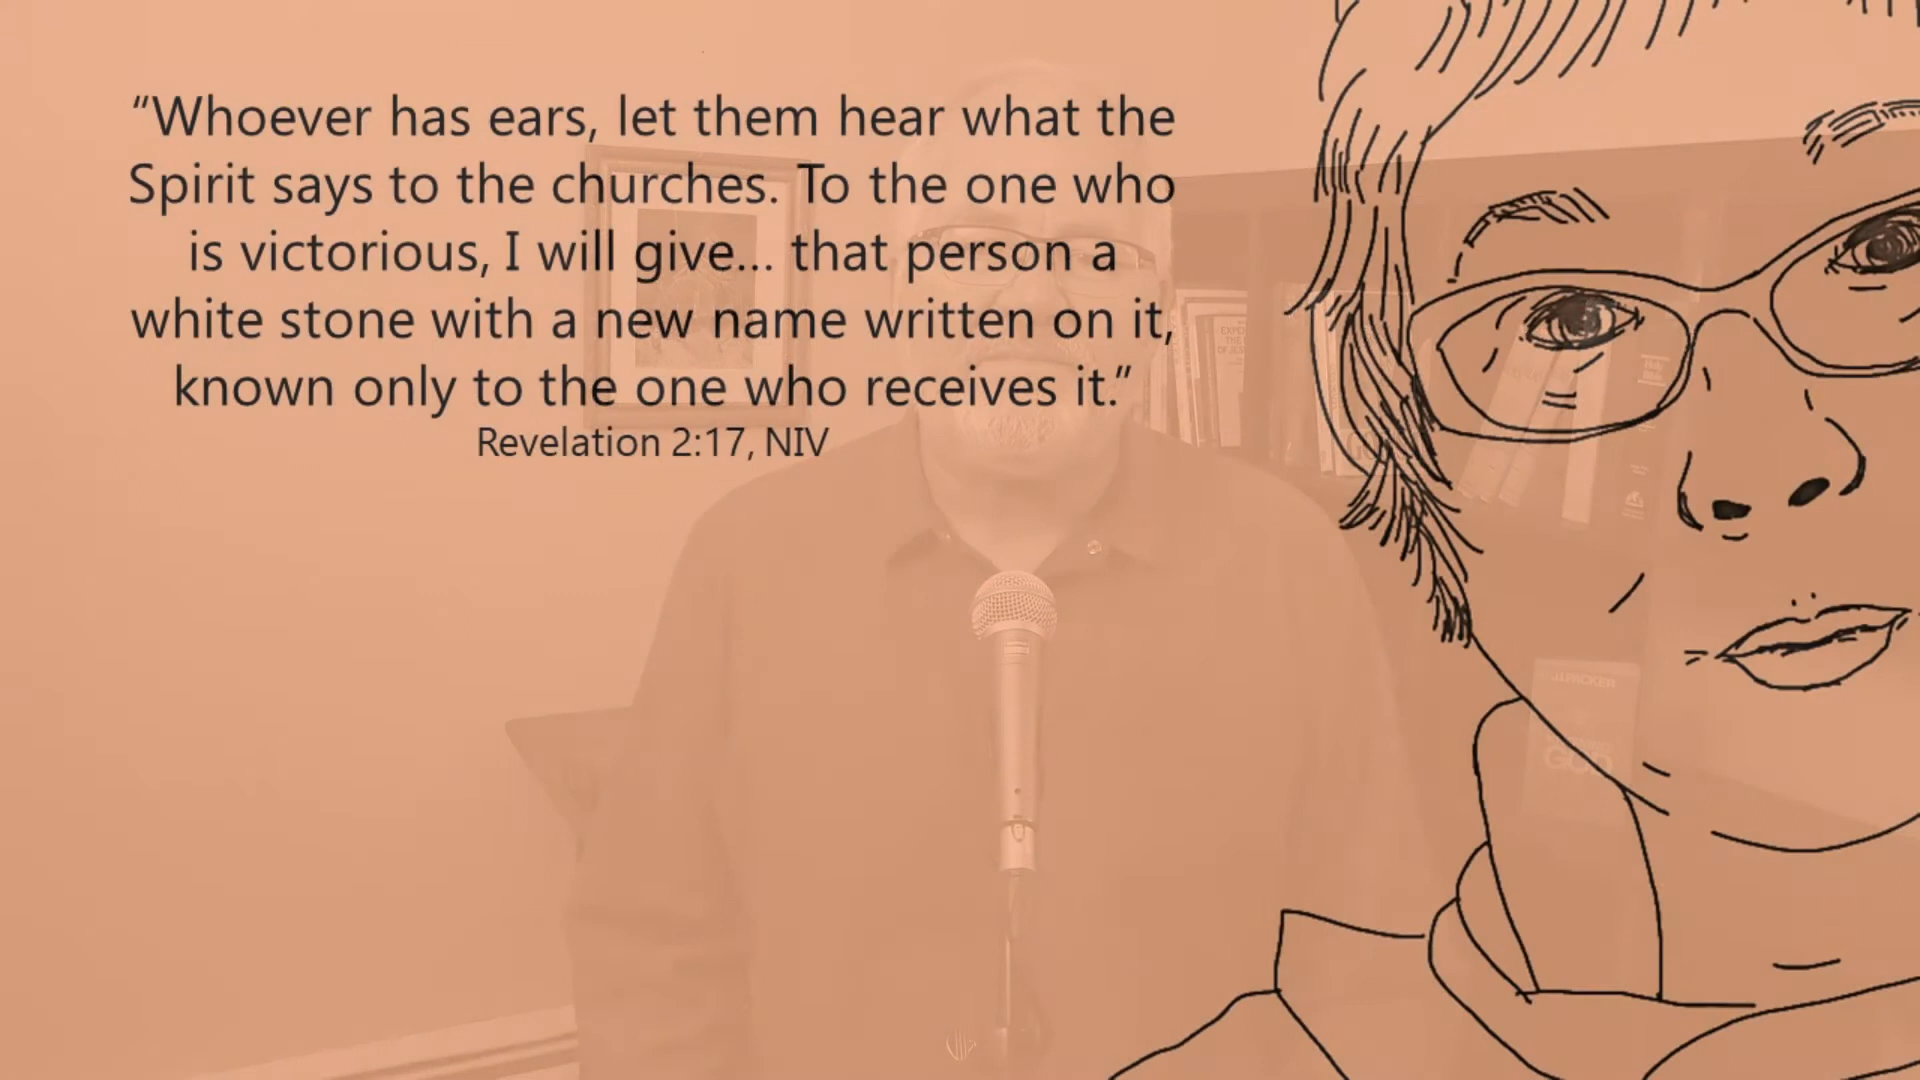 “Whoever has ears, let them hear what the
Spirit says to the churches. To the one who
is victorious, I will give... that person a
white stone with a new name written on it,
known only to the one who receives it.”
Revelation 2:17, NIV
J.I. PACKER
GOD